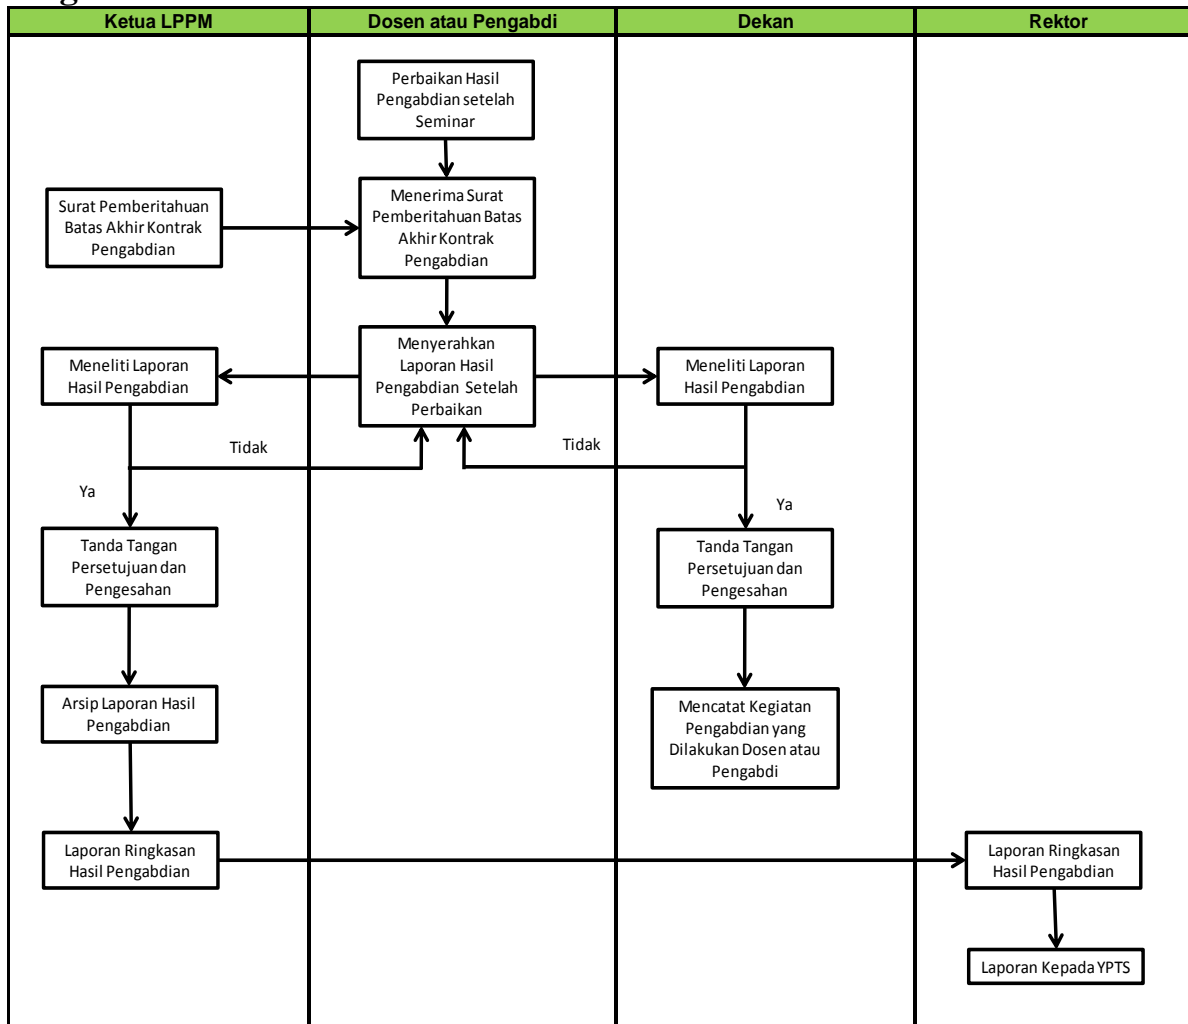 Ketua LPPM
Dosen atau Pengabdi
Dekan
Rektor
Perbaikan Hasil
Pengabdian setelah
Seminar
Surat Pemberitahuan
Batas Akhir Kontrak
Pengabdian
Menerima Surat
Pemberitahuan Batas
Akhir Kontrak
Pengabdian
Meneliti Laporan
Hasil Pengabdian
Menyerahkan
Laporan Hasil
Pengabdian Setelah
Perbaikan
Meneliti Laporan
Hasil Pengabdian
Tidak
Tidak
Ya
Ya
Tanda Tangan
Persetujuan dan
Pengesahan
Tanda Tangan
Persetujuan dan
Pengesahan
Arsip Laporan Hasil
Pengabdian
Mencatat Kegiatan
Pengabdian yang
Dilakukan Dosen atau
Pengabdi
Laporan Ringkasan
Hasil Pengabdian
Laporan Ringkasan
Hasil Pengabdian
Laporan Kepada YPTS